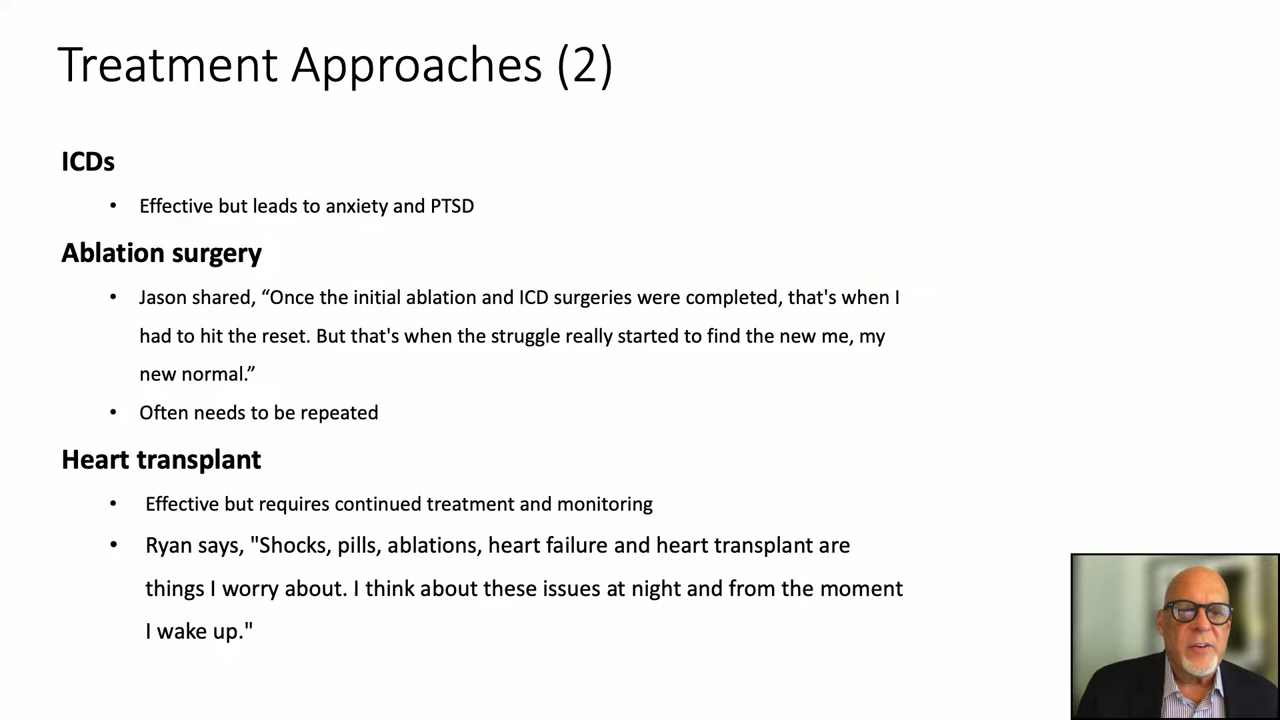 Treatment Approaches (2)
ICDs
• Effective but leads to anxiety and PTSD
Ablation surgery
• Jason shared, “Once the initial ablation and ICD surgeries were completed, that's when I
had to hit the reset. But that's when the struggle really started to find the new me, my
new normal.”
• Often needs to be repeated
Heart transplant
• Effective but requires continued treatment and monitoring
• Ryan says, "Shocks, pills, ablations, heart failure and heart transplant are
things I worry about. I think about these issues at night and from the moment
I wake up."